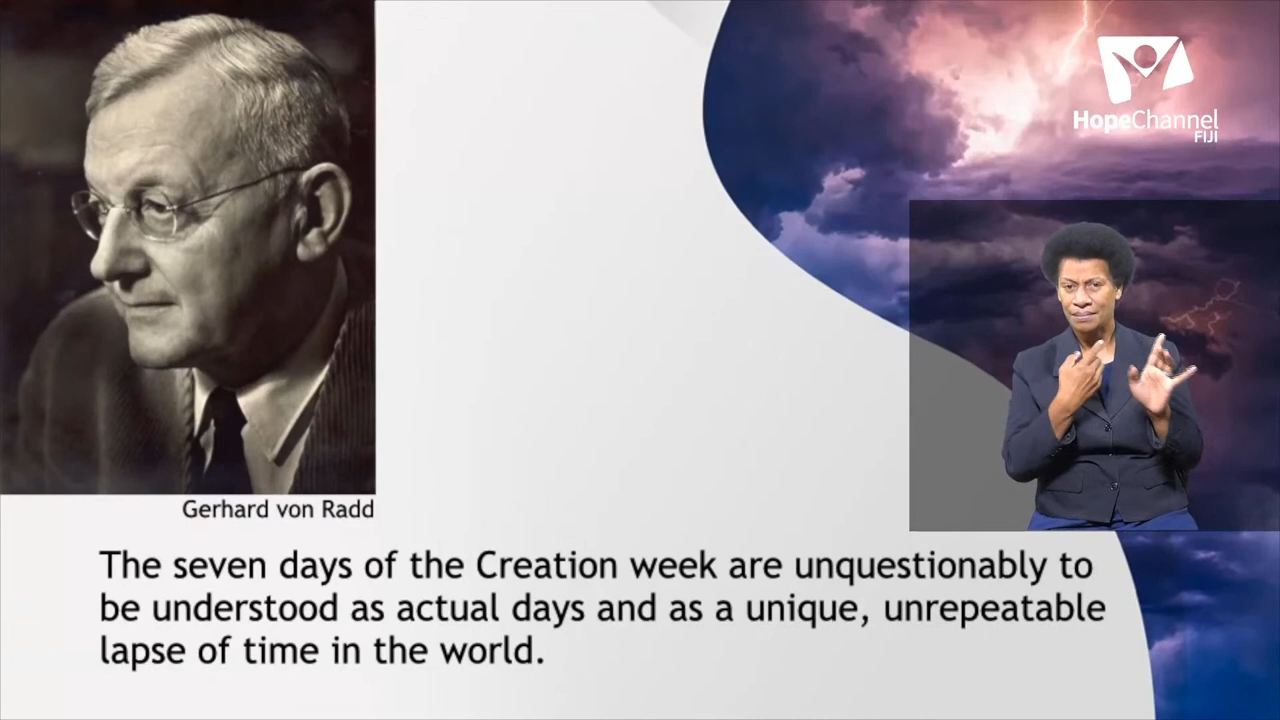 HopeChannel
FIJI
Gerhard von Radd
The seven days of the Creation week are unquestionably to
be understood as actual days and as a unique, unrepeatable
lapse of time in the world.